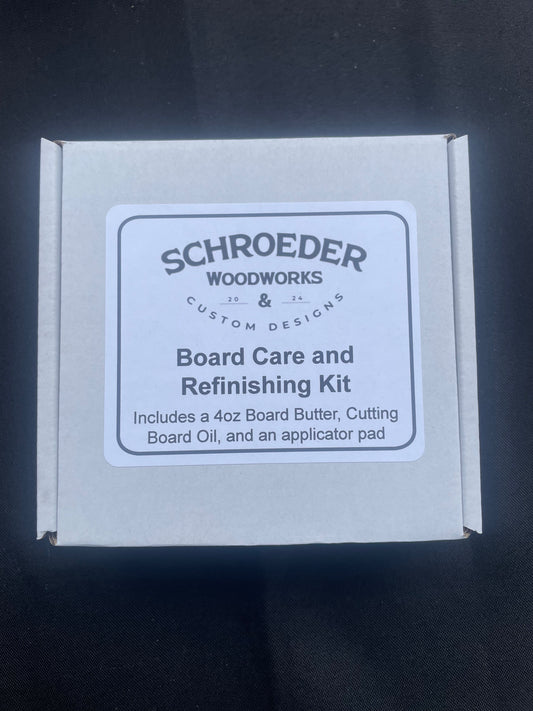 SCHROEDER
WOODWORKS
20 & 24
CUSTOM DESIGNS
Board Care and
Refinishing Kit
Includes a 4oz Board Butter, Cutting
Board Oil, and an applicator pad